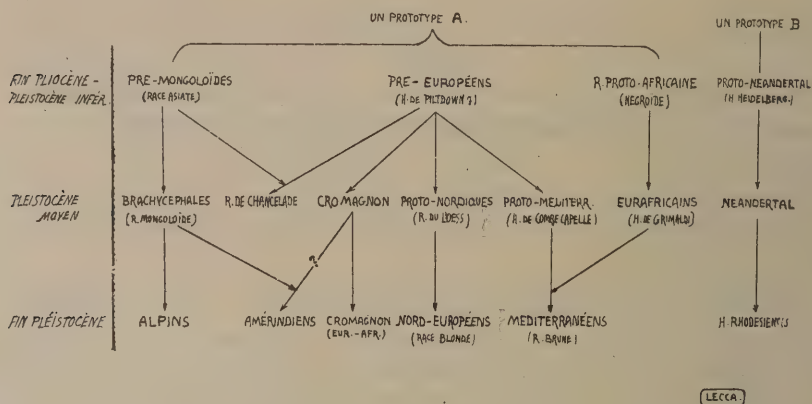 UN PROTOTYPE A.
UN PROTOTYPE B
FIN PLIOCÈNE-
PLEISTOCÈNE INFÉR.
PRE-MONGOLOÏDES
(RACE ASIATE)
PRE-EUROPÉENS
(H. DE PILTDOWN ?)
R. PROTO-AFRICAINE
(NEGROÏDE)
PROTO-NEANDERTAL
(H. HEIDELBERG.)
PLEISTOCÈNE
MOYEN
BRACHYCEPHALES
(R. MONGOLOÏDE)
R. DE CHANCELADE
CROMAGNON
PROTO-NORDIQUES
(R. DU LŒSS)
PROTO-MEDITERR.
(R. DE COMBE CAPELLE)
EURAFRICAINS
(H. DE GRIMALDI)
NEANDERTAL
?
FIN PLÉISTOCÈNE
ALPINS
AMÉRINDIENS
CROMAGNON
(EUR.-AFR.)
NORD-EUROPÉENS
(RACE BLONDE)
MEDITERRANÉENS
(R. BRUNE)
H. RHODESIENTIS
LECCA.